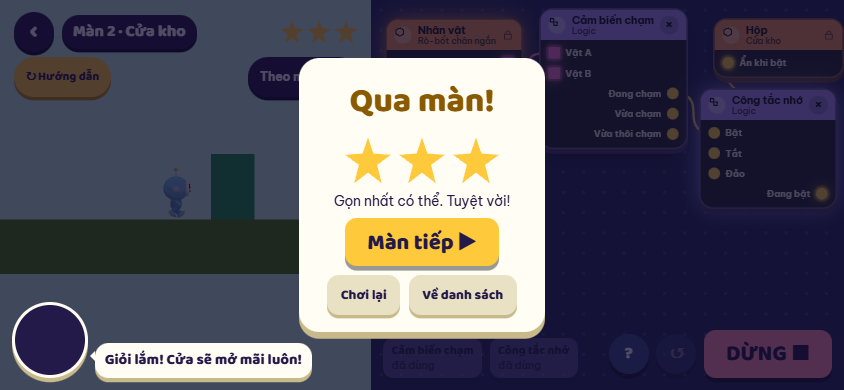 Màn 2 · Cửa kho
Hướng dẫn
Theo
Nhân vật
Rô-bốt chân ngắn
Cảm biến chạm
Logic
Vật A
Vật B
Đang chạm
Vừa chạm
Vừa thôi chạm
Hộp
Cửa kho
Ẩn khi bật
Công tắc nhớ
Logic
Bật
Tắt
Đảo
Đang bật
Qua màn!
Gọn nhất có thể. Tuyệt vời!
Màn tiếp
Chơi lại
Về danh sách
Giỏi lắm! Cửa sẽ mở mãi luôn!
Cảm biến chạm
đã dùng
Công tắc nhớ
đã dùng
?
DỪNG